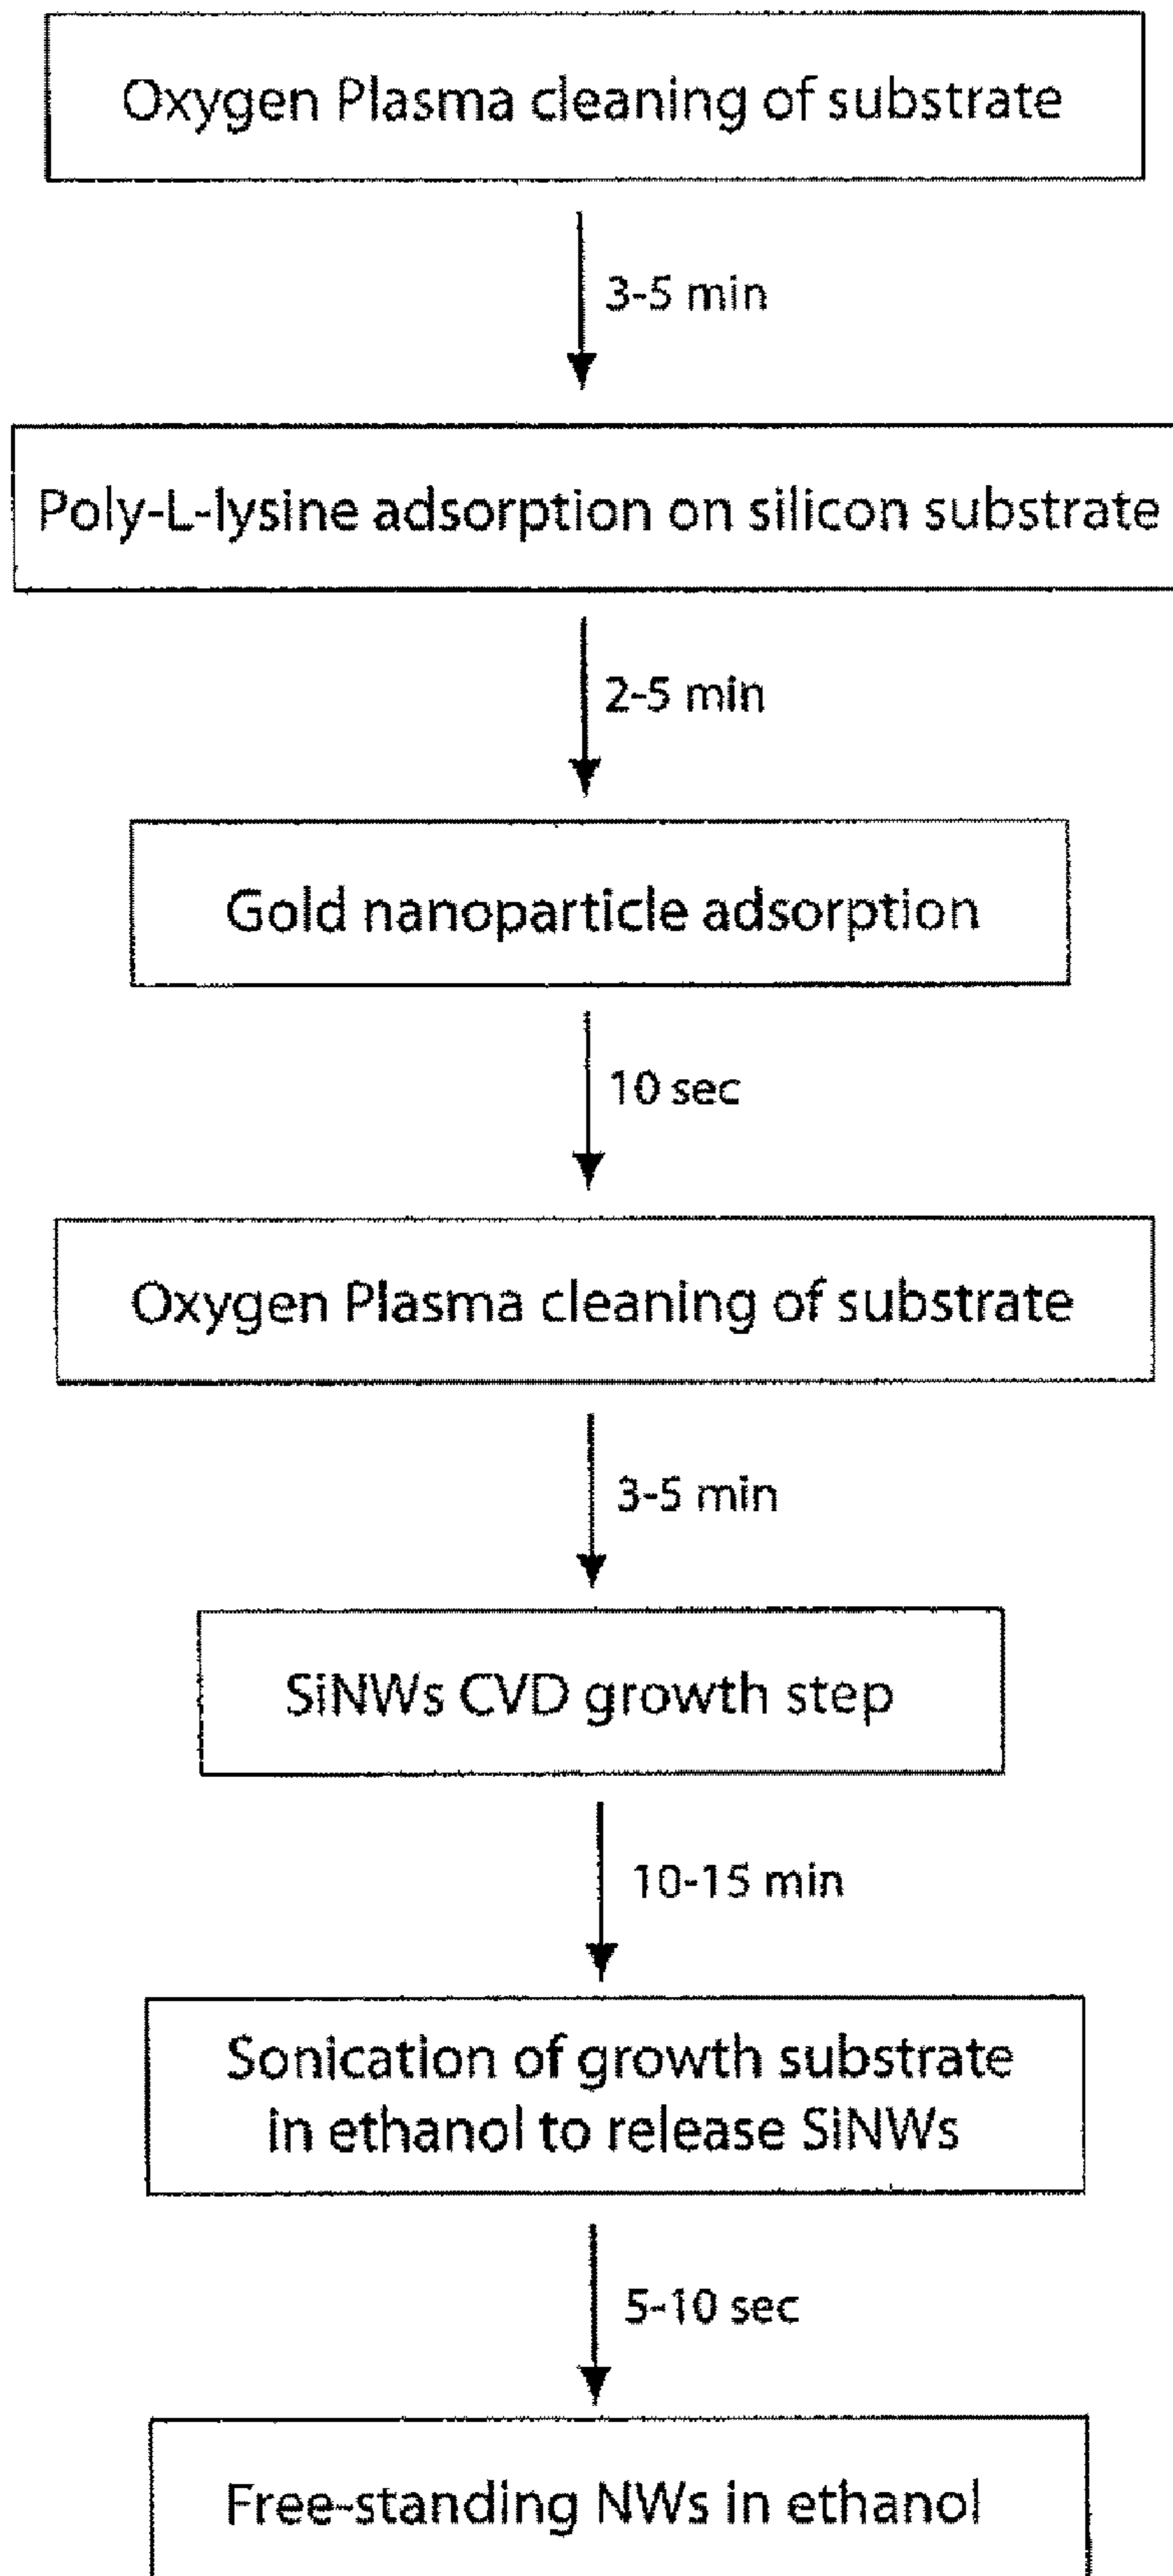 Oxygen Plasma cleaning of substrate
3-5 min
Poly-L-lysine adsorption on silicon substrate
2-5 min
Gold nanoparticle adsorption
10 sec
Oxygen Plasma cleaning of substrate
3-5 min
SiNWs CVD growth step
10-15 min
Sonication of growth substrate
in ethanol to release SiNWs
5-10 sec
Free-standing NWs in ethanol